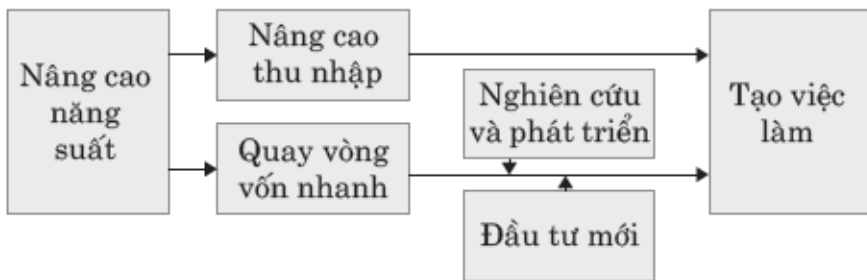 Nâng cao
năng
suất
Nâng cao
thu nhập
Quay vòng
vốn nhanh
Nghiên cứu
và phát triển
Đầu tư mới
Tạo việc
làm